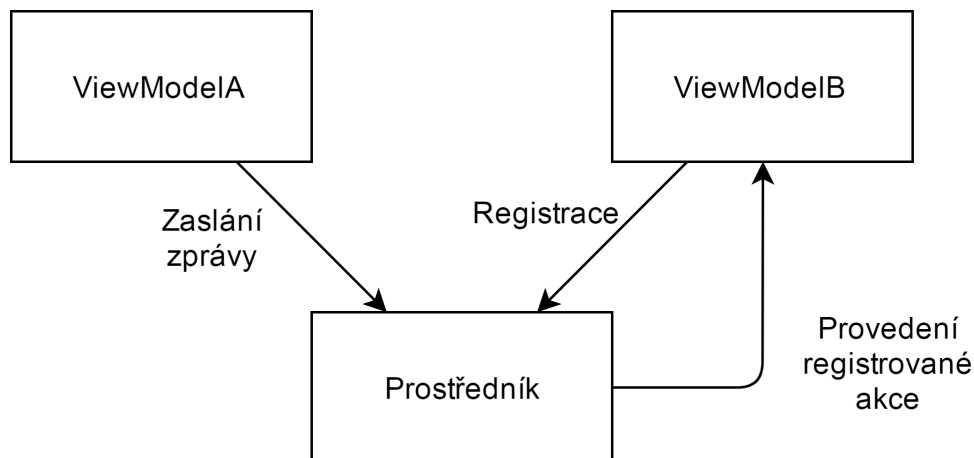 ViewModelA
ViewModelB
Zaslání
zprávy
Registrace
Prostředník
Provedení
registrované
akce